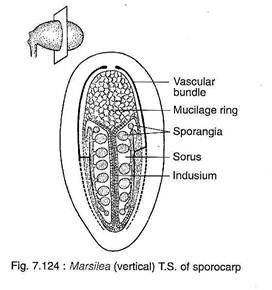 Vascular
bundle
Mucilage ring
Sporangia
Sorus
Indusium
Fig. 7.124 : Marsilea (vertical) T.S. of sporocarp